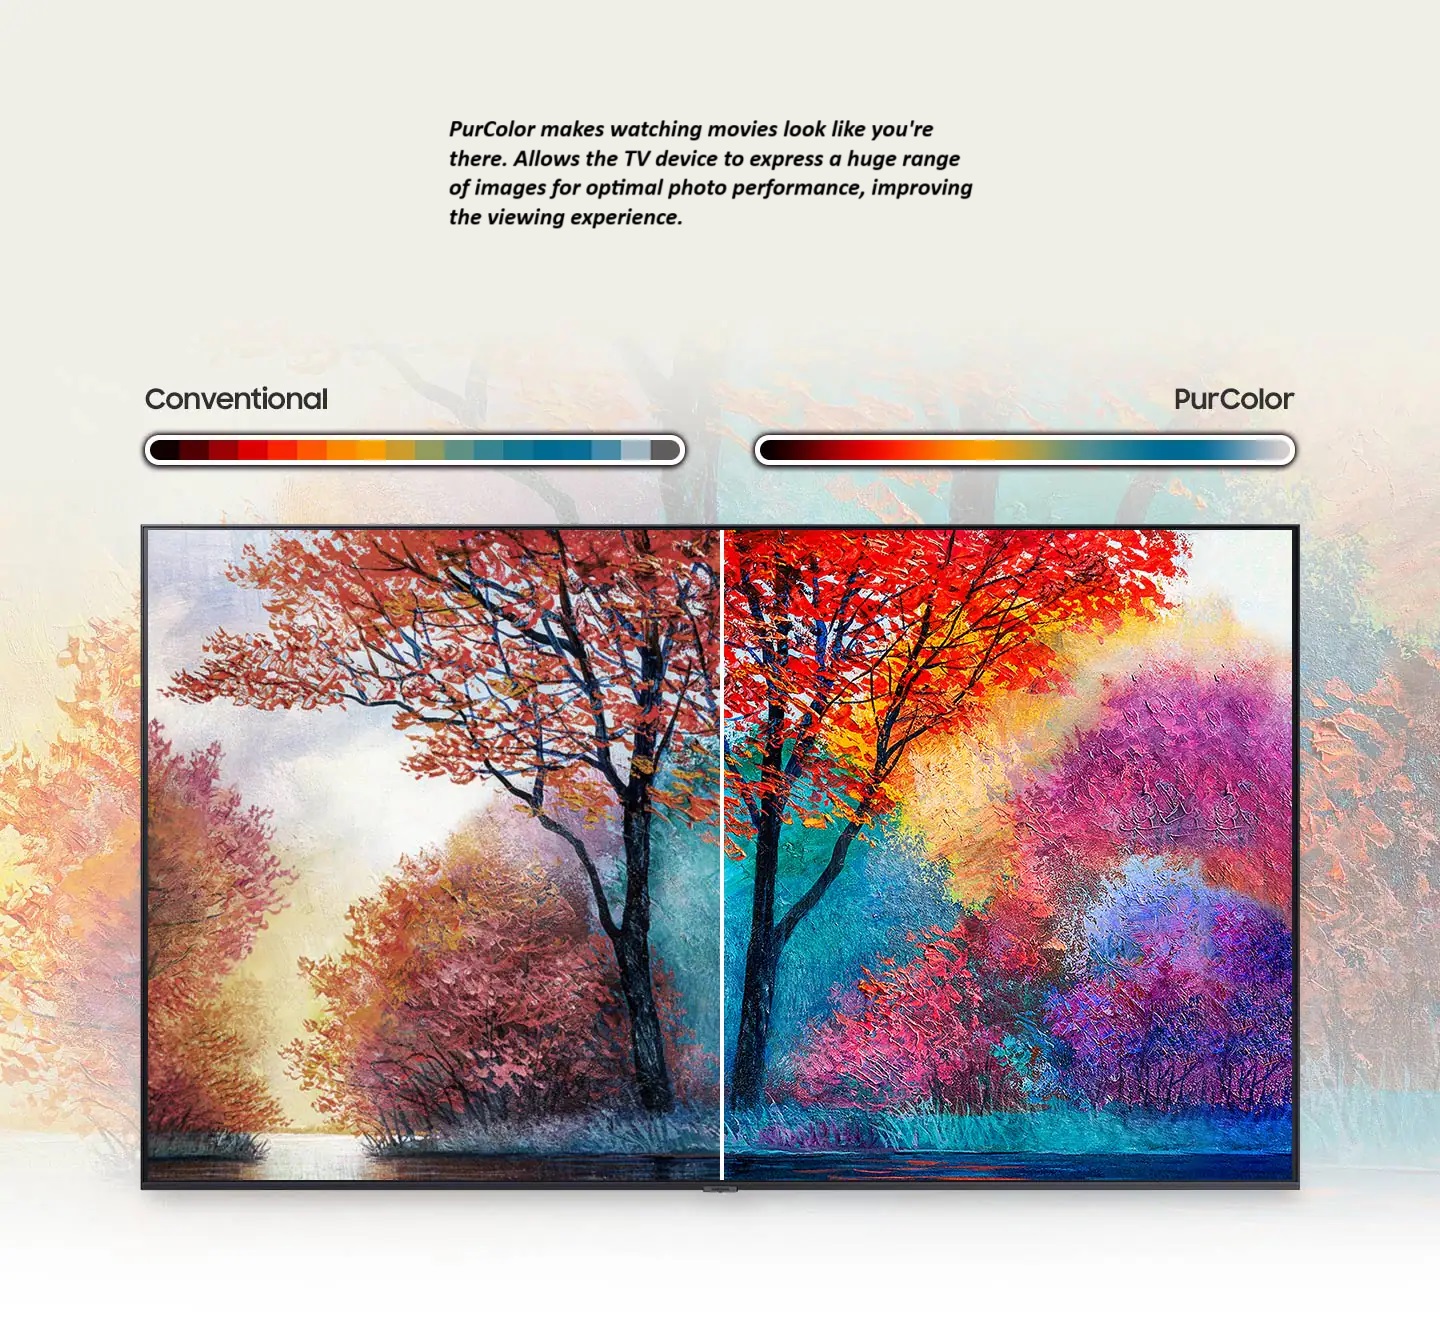 PurColor makes watching movies look like you're
there. Allows the TV device to express a huge range
of images for optimal photo performance, improving
the viewing experience.
Conventional
PurColor